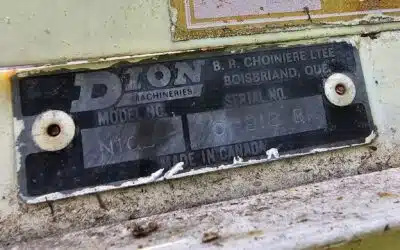 DION
MACHINERIES
B. R. CHOINIERE LTEE
BOISBRIAND, QUE.
MODEL NO.
SERIAL NO.
MADE IN CANADA